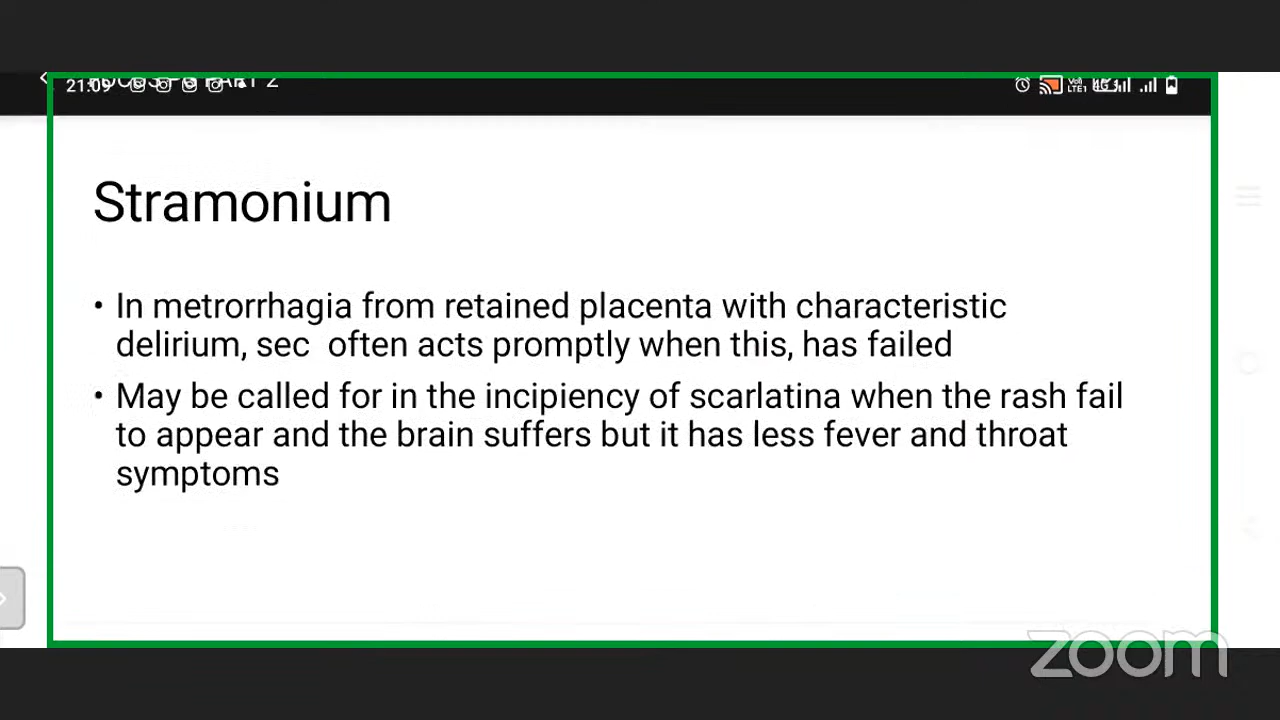 21:09
Stramonium
• In metrorrhagia from retained placenta with characteristic
delirium, sec often acts promptly when this, has failed
• May be called for in the incipiency of scarlatina when the rash fail
to appear and the brain suffers but it has less fever and throat
symptoms
zoom